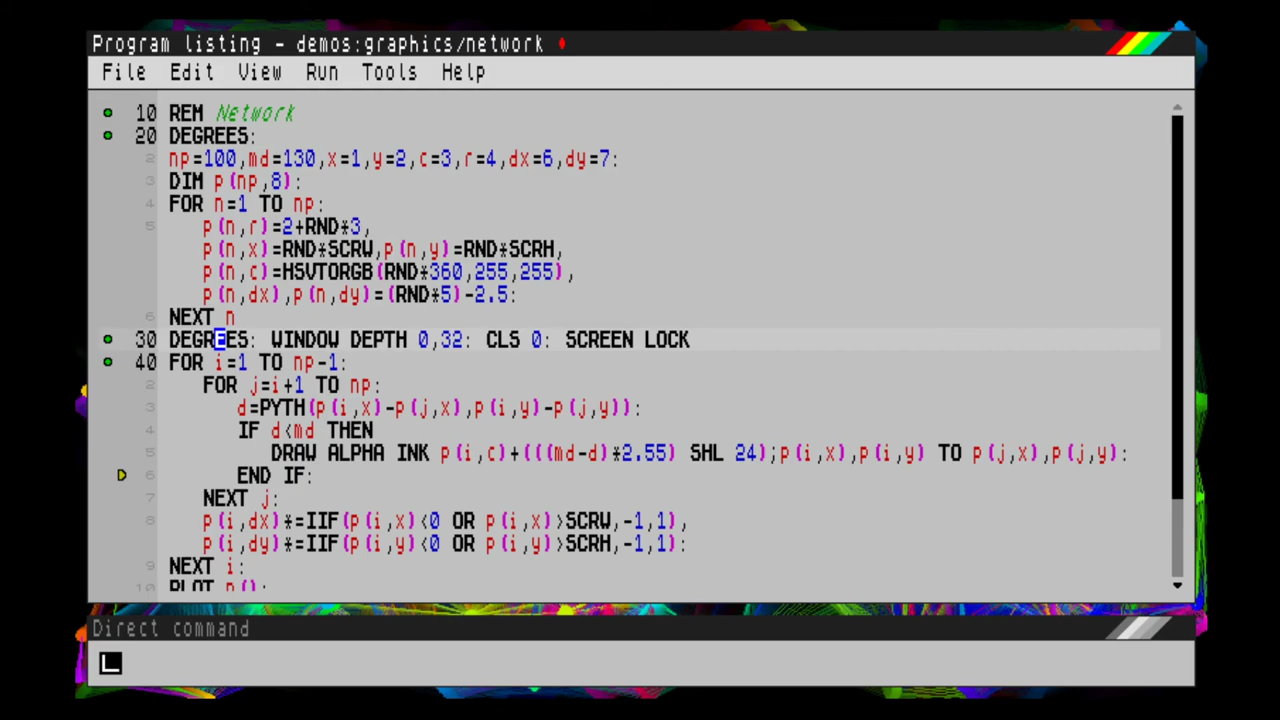 Program listing - demos:graphics/network
File Edit View Run Tools Help
10 REM Network
20 DEGREES:
2 np=100,md=130,x=1,y=2,c=3,r=4,dx=6,dy=7:
3 DIM p(np,8):
4 FOR n=1 TO np:
5 p(n,r)=2+RND*3,
p(n,x)=RND*SCRW,p(n,y)=RND*SCRH,
p(n,c)=HSVTORGB(RND*360,255,255),
p(n,dx),p(n,dy)=(RND*5)-2.5:
6 NEXT n
30 DEGREES: WINDOW DEPTH 0,32: CLS 0: SCREEN LOCK
40 FOR i=1 TO np-1:
2 FOR j=i+1 TO np:
3 d=PYTH(p(i,x)-p(j,x),p(i,y)-p(j,y)):
4 IF d<md THEN
5 DRAW ALPHA INK p(i,c)+(((md-d)*2.55) SHL 24);p(i,x),p(i,y) TO p(j,x),p(j,y):
6 END IF:
7 NEXT j:
8 p(i,dx)*=IIF(p(i,x)<0 OR p(i,x)>SCRW,-1,1),
p(i,dy)*=IIF(p(i,y)<0 OR p(i,y)>SCRH,-1,1):
9 NEXT i:
10 PLOT p():
Direct command
L